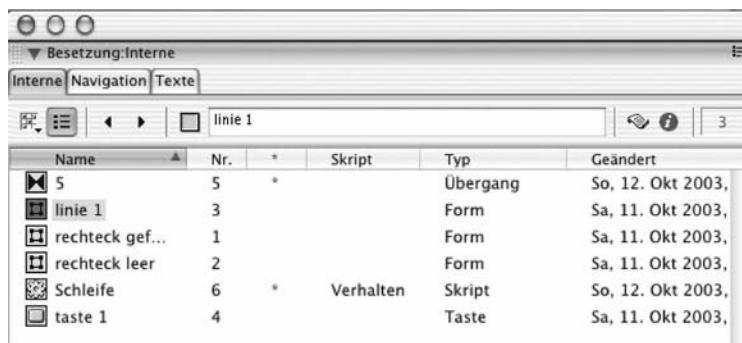 Besetzung:Interne
Interne Navigation Texte
linie 1 3
Name Nr. * Skript Typ Geändert
5 5 * Übergang So, 12. Okt 2003,
linie 1 3 Form Sa, 11. Okt 2003,
rechteck gef... 1 Form Sa, 11. Okt 2003,
rechteck leer 2 Form Sa, 11. Okt 2003,
Schleife 6 * Verhalten Skript So, 12. Okt 2003,
taste 1 4 Taste Sa, 11. Okt 2003,